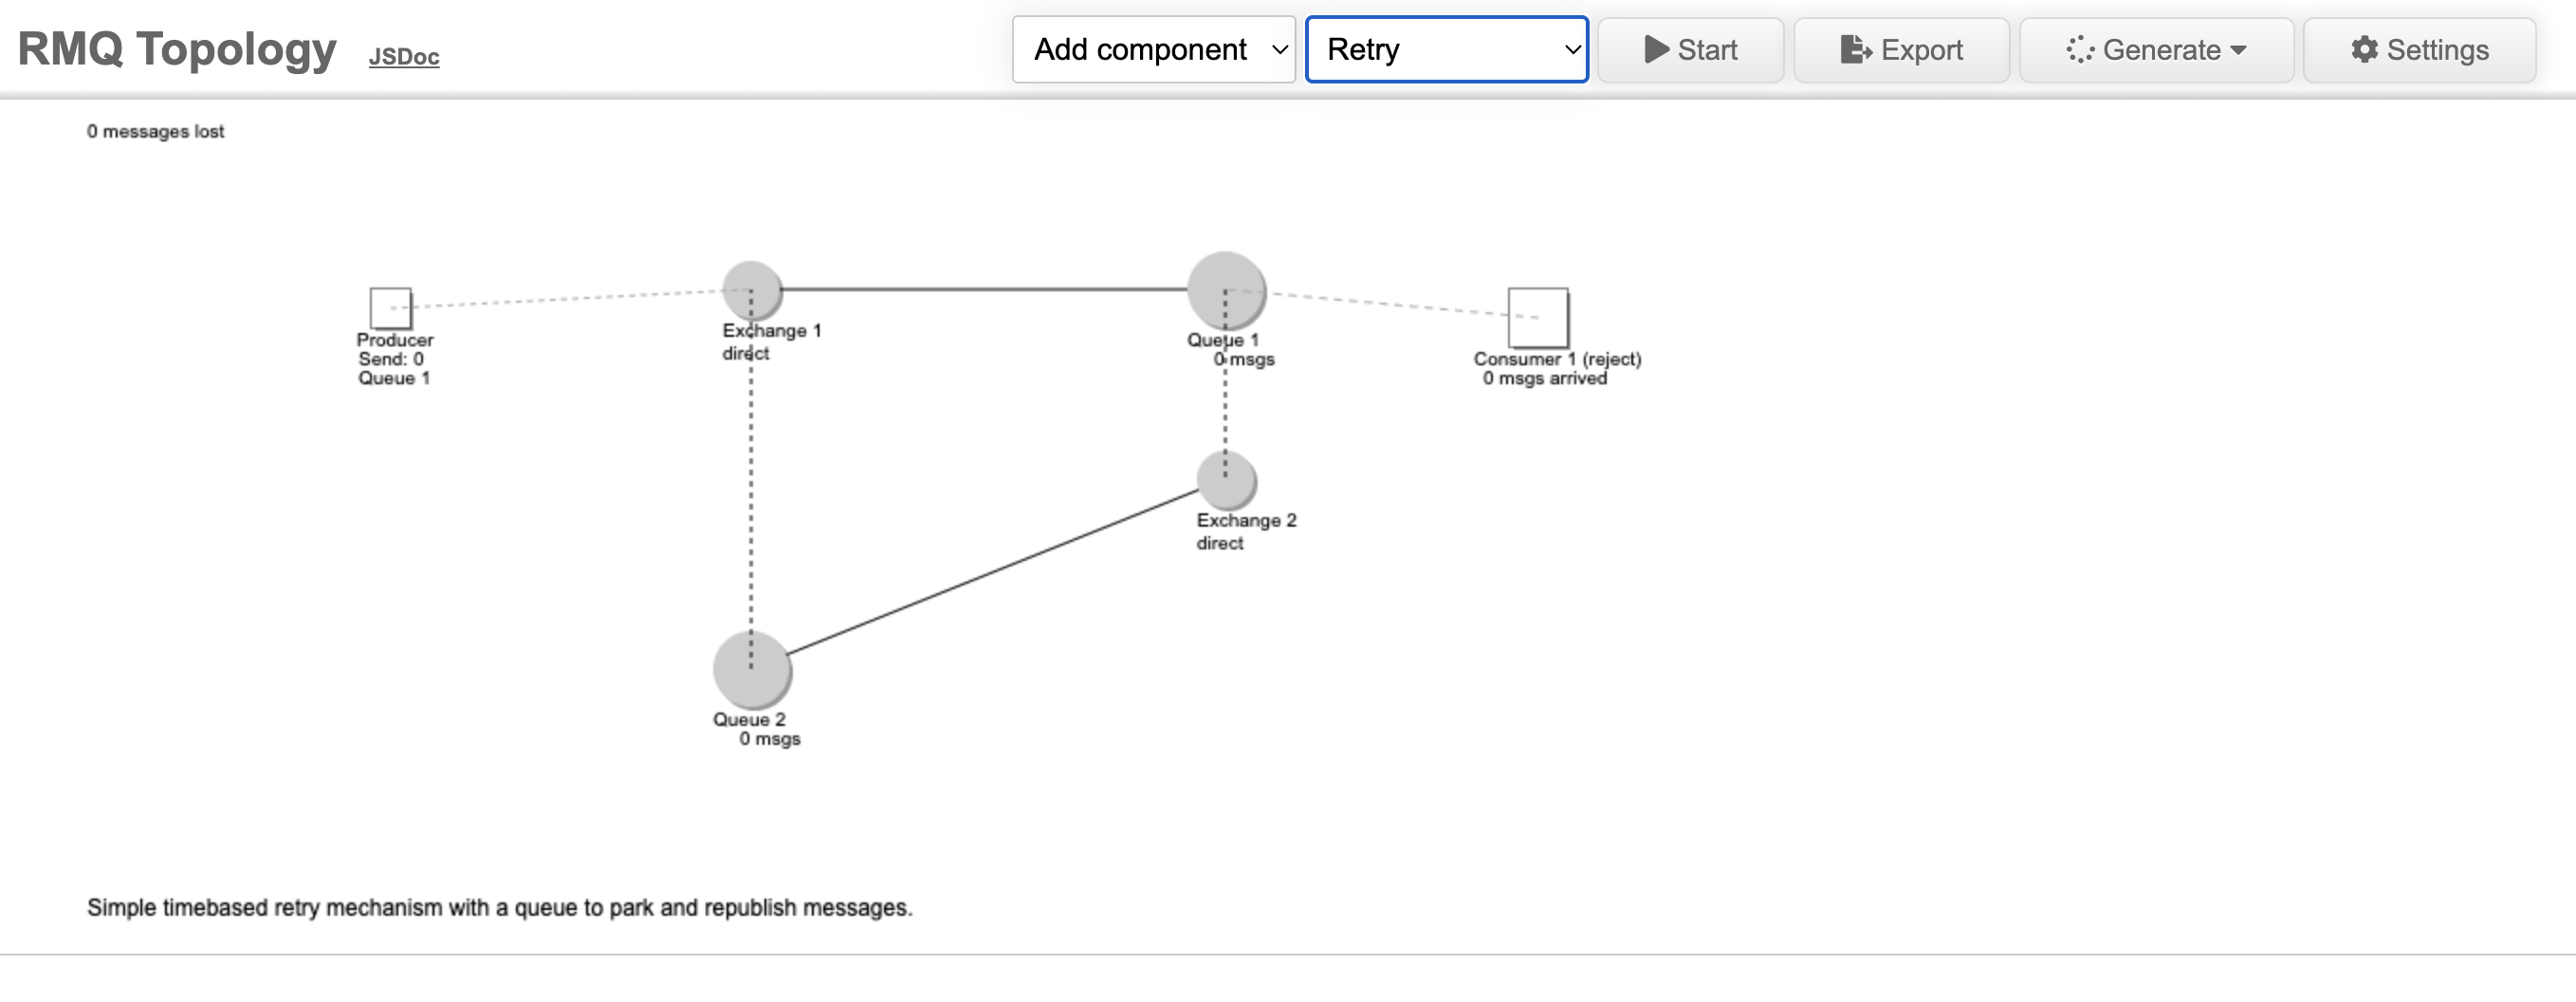 RMQ Topology JSDoc Add component Retry Start Export Generate Settings
0 messages lost
Producer
Send: 0
Queue 1
Exchange 1
direct
Queue 1
0 msgs
Consumer 1 (reject)
0 msgs arrived
Exchange 2
direct
Queue 2
0 msgs
Simple timebased retry mechanism with a queue to park and republish messages.